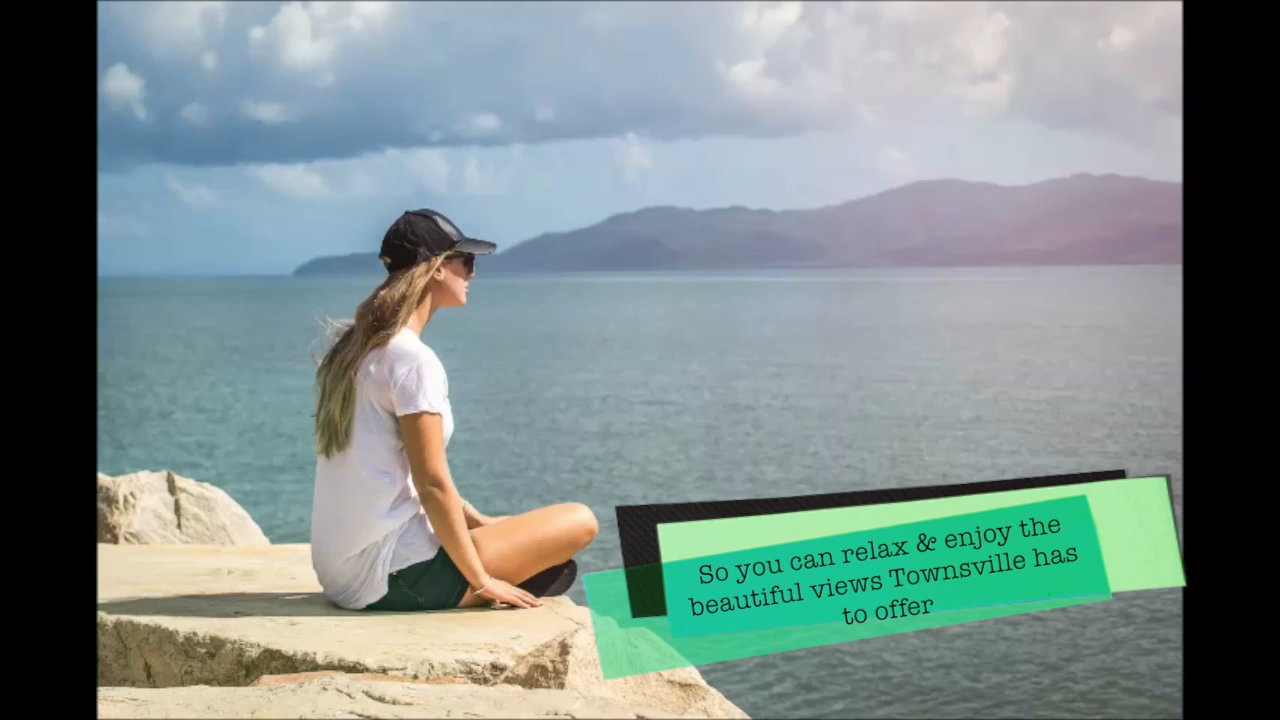 So you can relax & enjoy the
beautiful views Townsville has
to offer